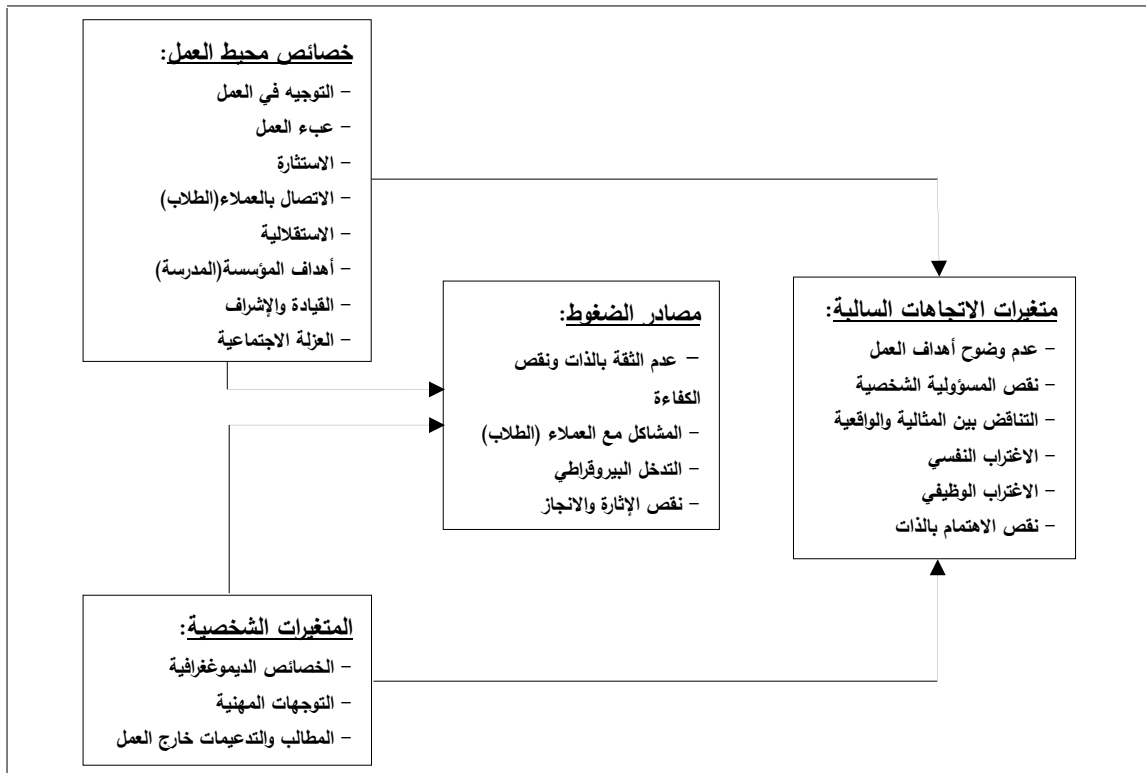 خصائص محيط العمل:
– التوجيه في العمل
– عبء العمل
– الاستثارة
– الاتصال بالعملاء(الطلاب)
– الاستقلالية
– أهداف المؤسسة(المدرسة)
– القيادة والإشراف
– العزلة الاجتماعية
مصادر الضغوط:
– عدم الثقة بالذات ونقص
الكفاءة
– المشاكل مع العملاء (الطلاب)
– التدخل البيروقراطي
– نقص الإثارة والانجاز
متغيرات الاتجاهات السالبة:
– عدم وضوح أهداف العمل
– نقص المسؤولية الشخصية
– التناقض بين المثالية والواقعية
– الاغتراب النفسي
– الاغتراب الوظيفي
– نقص الاهتمام بالذات
المتغيرات الشخصية:
– الخصائص الديموغغرافية
– التوجهات المهنية
– المطالب والتدعيمات خارج العمل